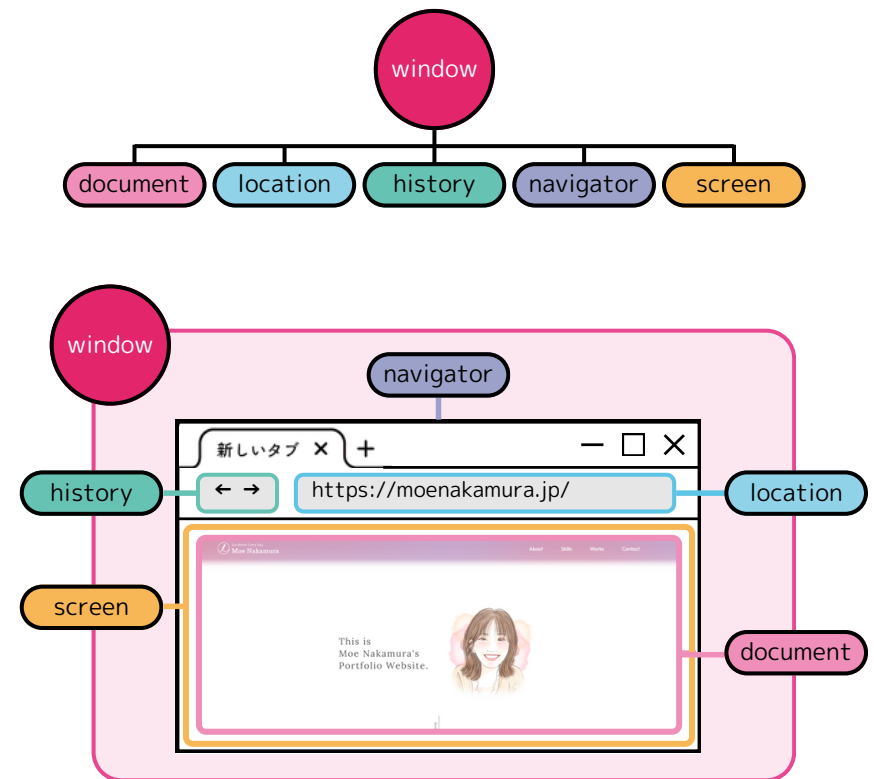 window
document
location
history
navigator
screen
window
navigator
新しいタブ × +
history
← →
https://moenakamura.jp/
location
Moe Nakamura
About
Skills
Works
Contact
screen
This is
Moe Nakamura's
Portfolio Website.
document